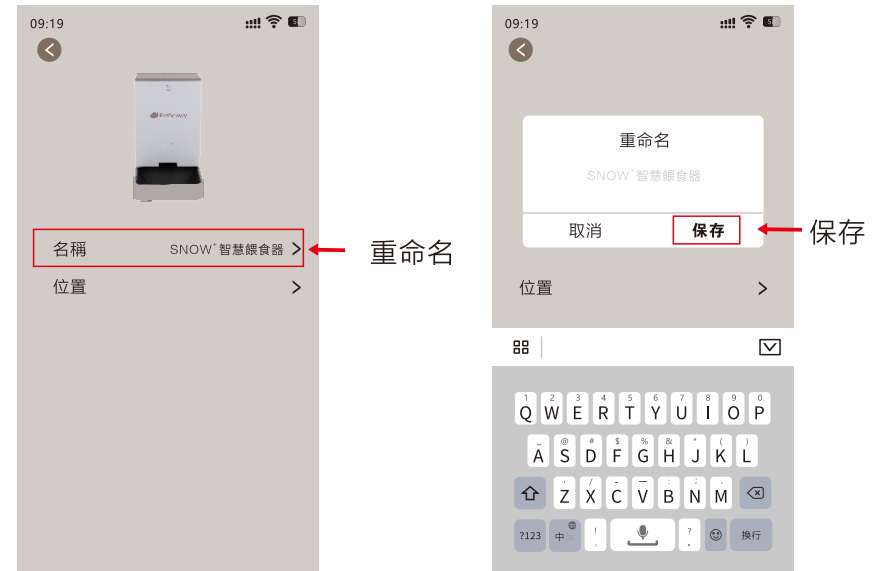 09:19
名稱
SNOW⁺智慧餵食器
位置
重命名
09:19
重命名
SNOW⁺智慧餵食器
取消
保存
保存
位置
1 2 3 4 5 6 7 8 9 0
Q W E R T Y U I O P
_ @ # $ % & * ( )
A S D F G H J K L
Z X C V B N M
?123 中 ! ? 換行